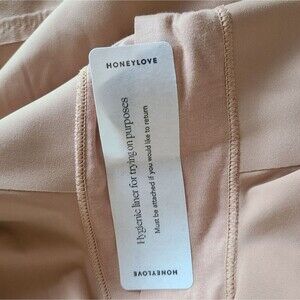 HONEYLOVE
Hygienic liner for trying on purposes
Must be attached if you would like to return
HONEYLOVE